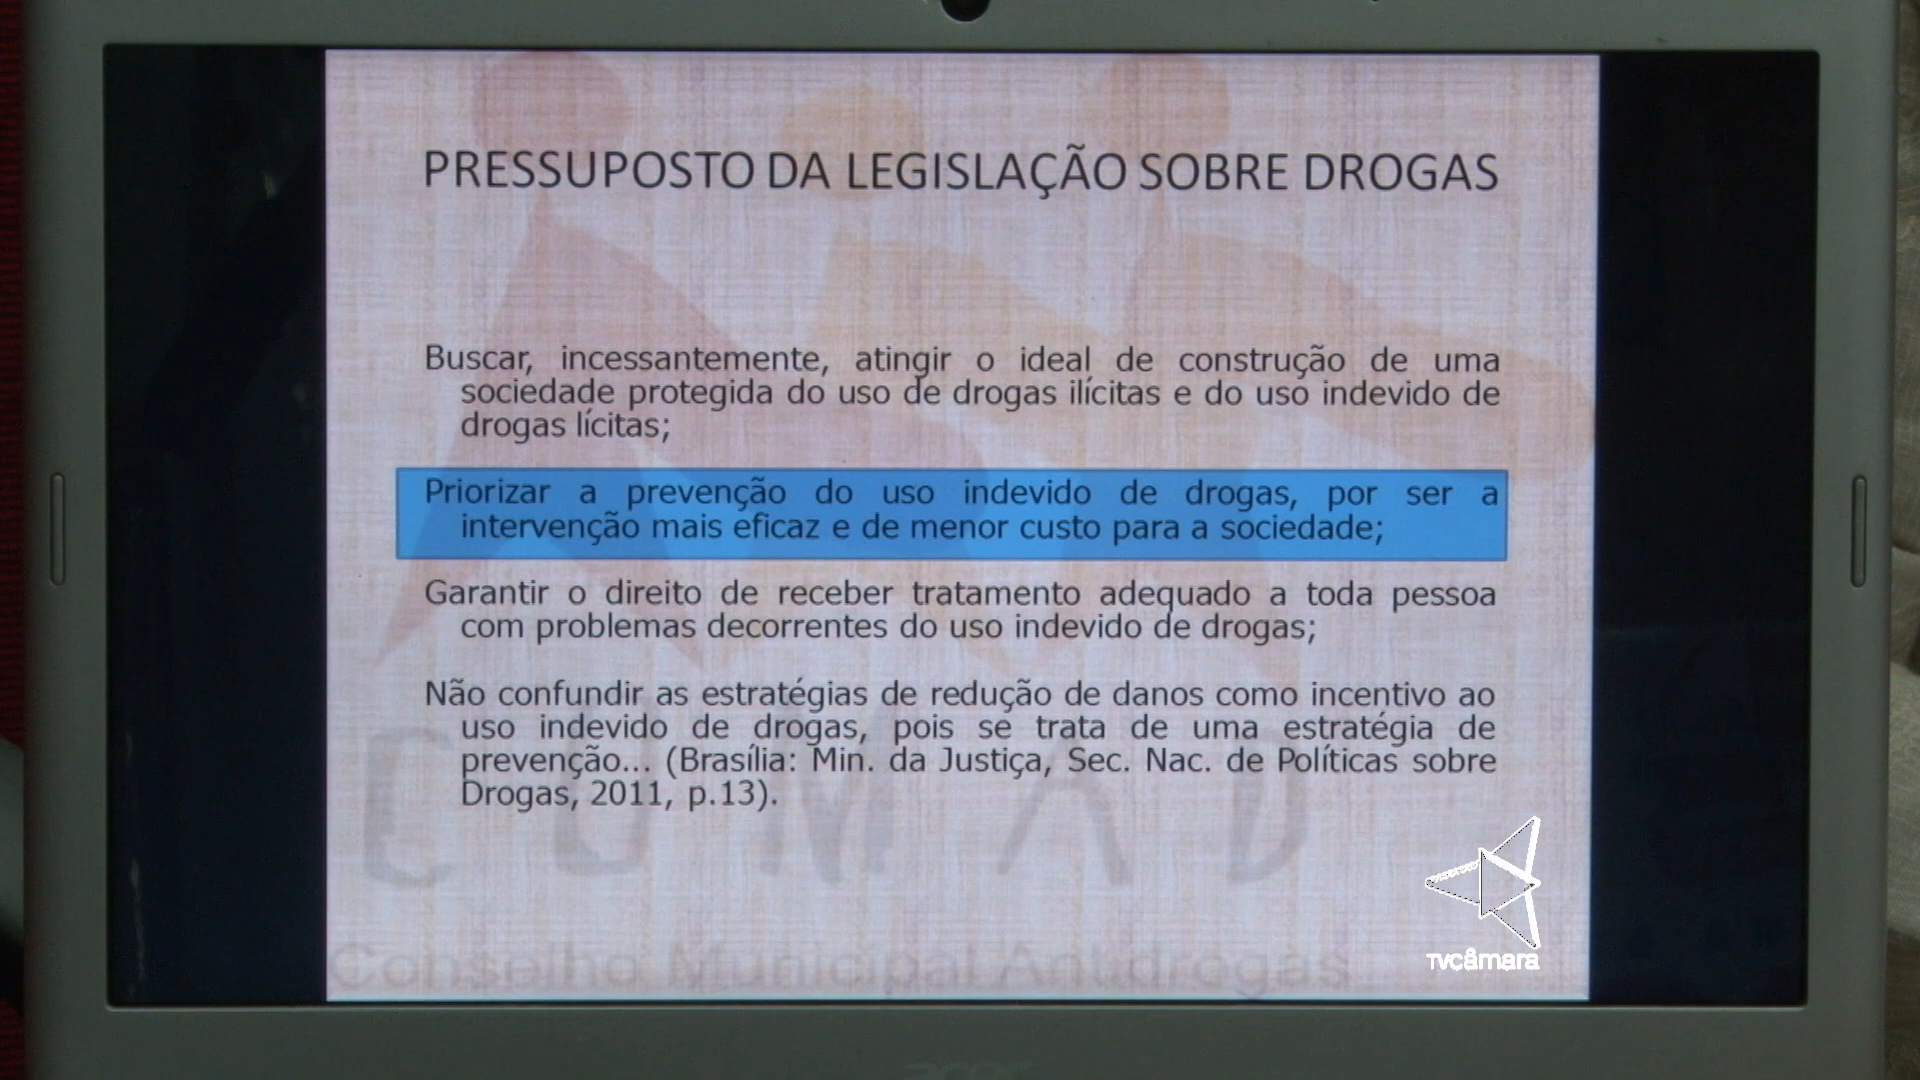 PRESSUPOSTO DA LEGISLAÇÃO SOBRE DROGAS
Buscar, incessantemente, atingir o ideal de construção de uma
sociedade protegida do uso de drogas ilícitas e do uso indevido de
drogas lícitas;
Priorizar a prevenção do uso indevido de drogas, por ser a
intervenção mais eficaz e de menor custo para a sociedade;
Garantir o direito de receber tratamento adequado a toda pessoa
com problemas decorrentes do uso indevido de drogas;
Não confundir as estratégias de redução de danos como incentivo ao
uso indevido de drogas, pois se trata de uma estratégia de
prevenção... (Brasília: Min. da Justiça, Sec. Nac. de Políticas sobre
Drogas, 2011, p.13).
COMAD
Conselho Municipal Antidrogas
TVCâmara
acer